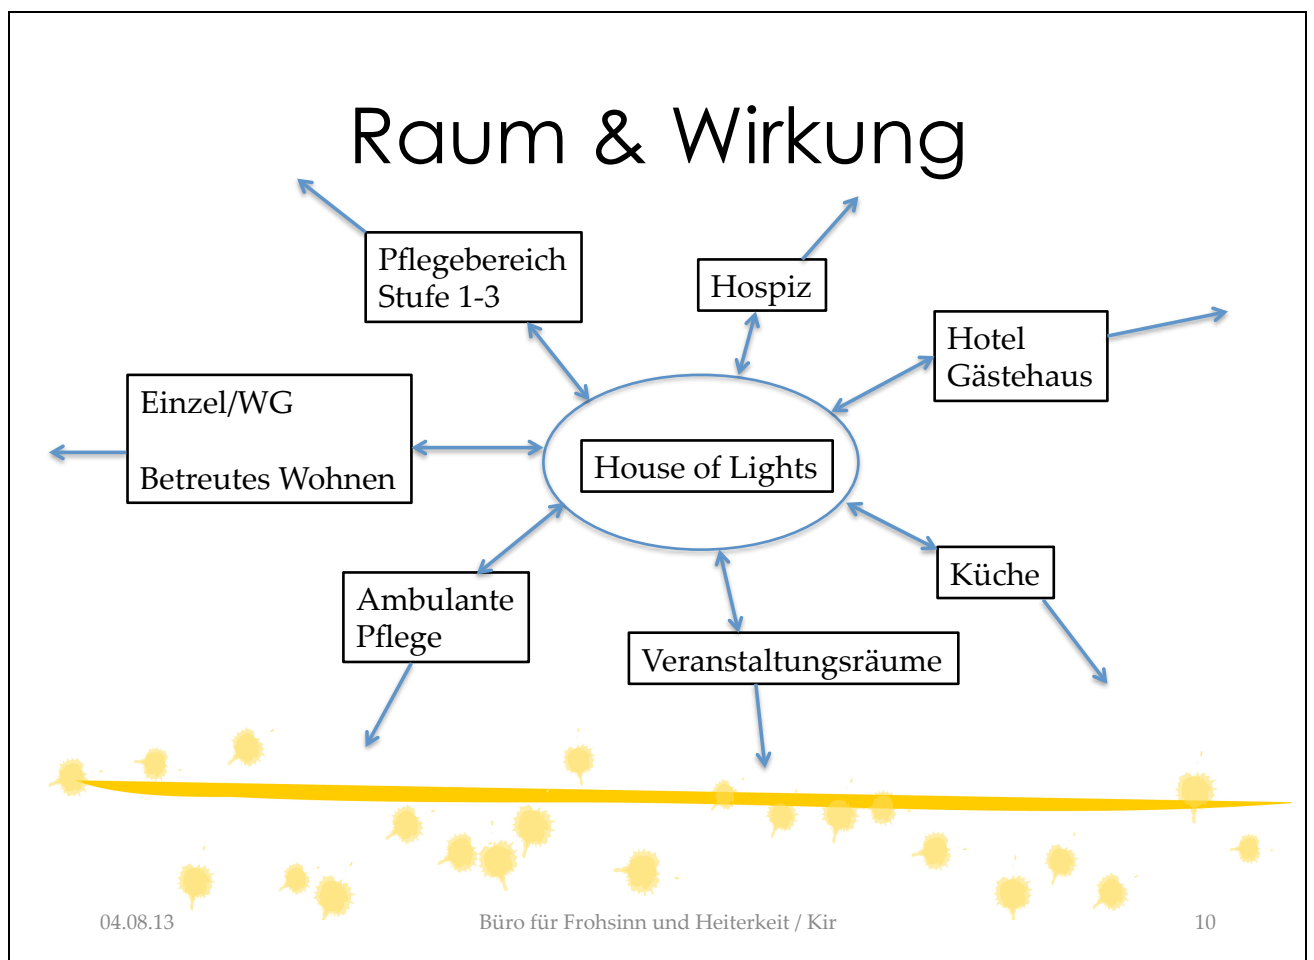 Raum & Wirkung
Pflegebereich
Stufe 1-3
Hospiz
Hotel
Gästehaus
Einzel/WG
Betreutes Wohnen
House of Lights
Küche
Ambulante
Pflege
Veranstaltungsräume
04.08.13
Büro für Frohsinn und Heiterkeit / Kir
10